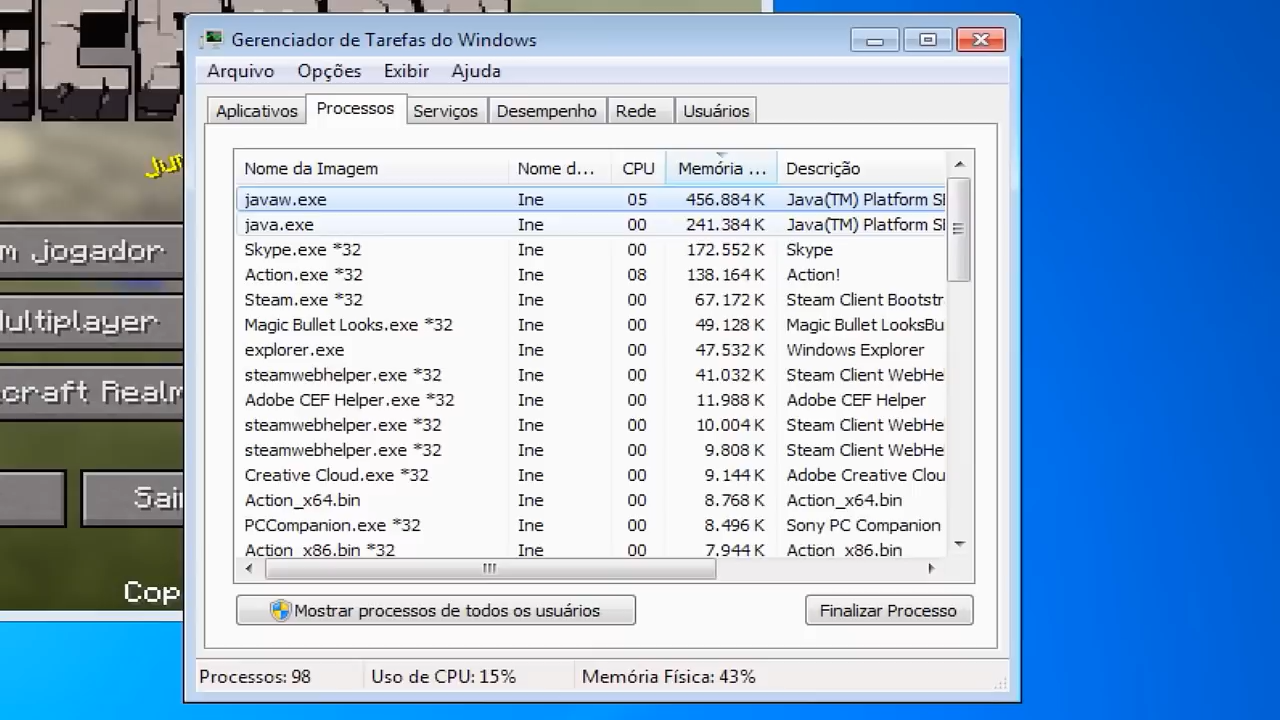 Gerenciador de Tarefas do Windows
Arquivo Opções Exibir Ajuda
Aplicativos Processos Serviços Desempenho Rede Usuários
Nome da Imagem Nome d... CPU Memória ... Descrição
javaw.exe Ine 05 456.884 K Java(TM) Platform
java.exe Ine 00 241.384 K Java(TM) Platform
Skype.exe *32 Ine 00 172.552 K Skype
Action.exe *32 Ine 08 138.164 K Action!
Steam.exe *32 Ine 00 67.172 K Steam Client Bootstr
Magic Bullet Looks.exe *32 Ine 00 49.128 K Magic Bullet LooksBu
explorer.exe Ine 00 47.532 K Windows Explorer
steamwebhelper.exe *32 Ine 00 41.032 K Steam Client WebHe
Adobe CEF Helper.exe *32 Ine 00 11.988 K Adobe CEF Helper
steamwebhelper.exe *32 Ine 00 10.004 K Steam Client WebHe
steamwebhelper.exe *32 Ine 00 9.808 K Steam Client WebHe
Creative Cloud.exe *32 Ine 00 9.144 K Adobe Creative Clou
Action_x64.bin Ine 00 8.768 K Action_x64.bin
PCCompanion.exe *32 Ine 00 8.496 K Sony PC Companion
Action_x86.bin *32 Ine 00 7.944 K Action_x86.bin
Mostrar processos de todos os usuários Finalizar Processo
Processos: 98 Uso de CPU: 15% Memória Física: 43%
m jogador
ultiplayer
craft Realm
Sair
Cop